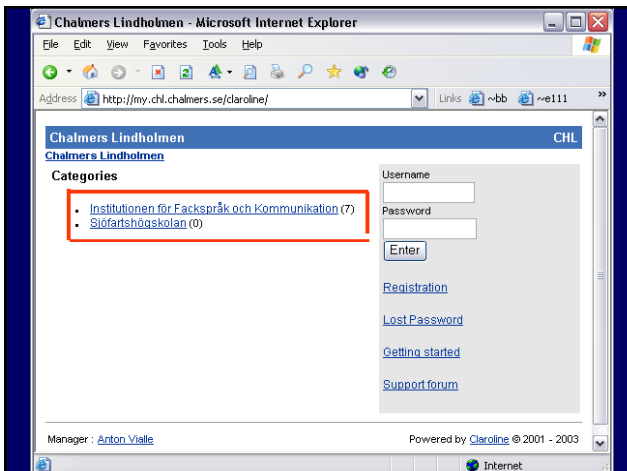 Chalmers Lindholmen - Microsoft Internet Explorer
File Edit View Favorites Tools Help
Address http://my.chl.chalmers.se/claroline/ Links ~bb ~e111 »
Chalmers Lindholmen CHL
Chalmers Lindholmen
Categories
Institutionen för Fackspråk och Kommunikation (7)
Sjöfartshögskolan (0)
Username
Password
Enter
Registration
Lost Password
Getting started
Support forum
Manager : Anton Vialle Powered by Claroline © 2001 - 2003
Internet